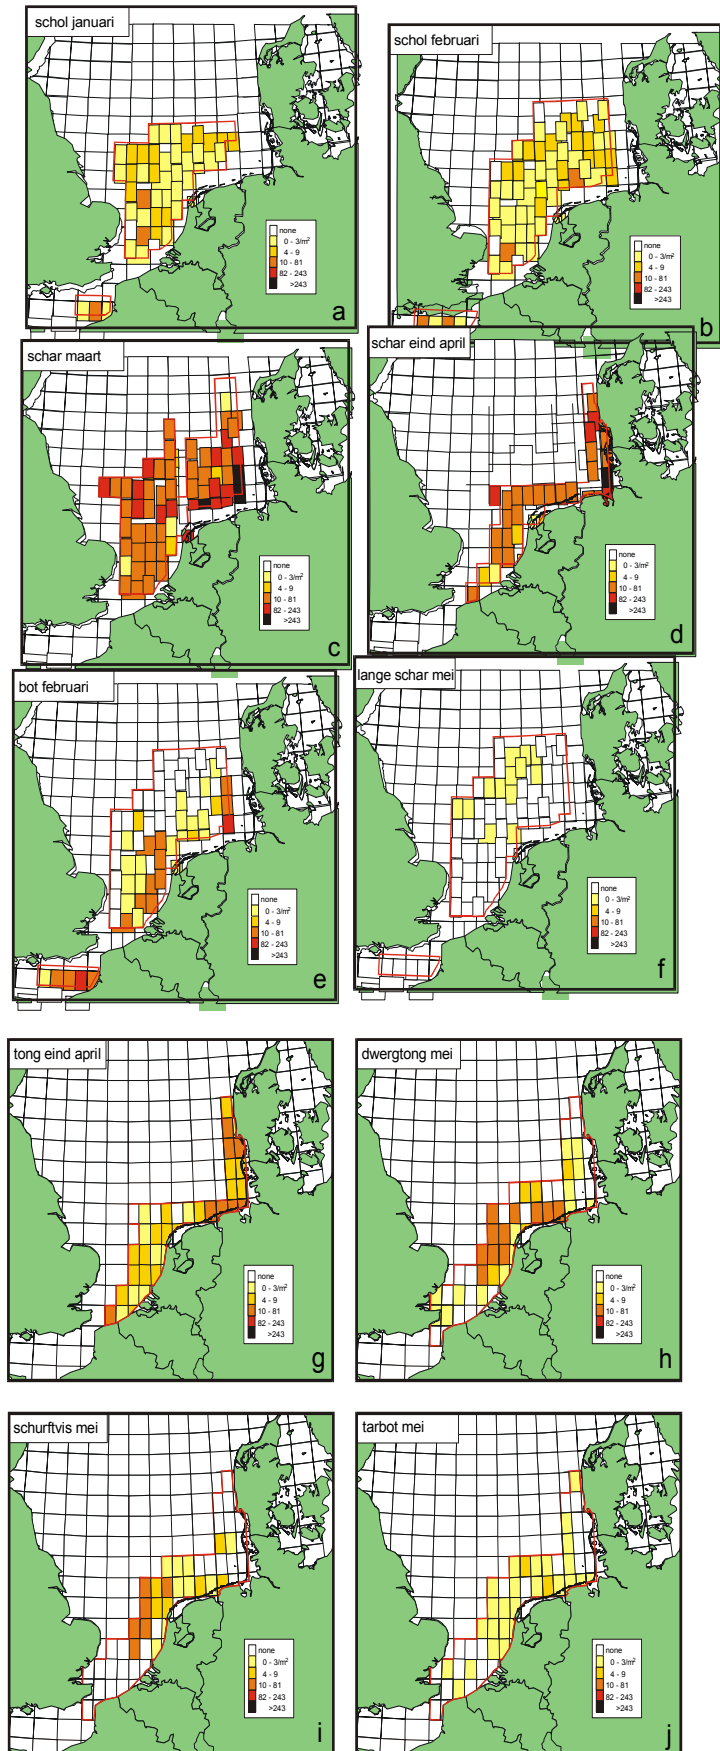 schol januari
none
0 - 3/m²
4 - 9
10 - 81
82 - 243
>243
a
schol februari
none
0 - 3/m²
4 - 9
10 - 81
82 - 243
>243
b
schar maart
none
0 - 3/m²
4 - 9
10 - 81
82 - 243
>243
c
schar eind april
none
0 - 3/m²
4 - 9
10 - 81
82 - 243
>243
d
bot februari
none
0 - 3/m²
4 - 9
10 - 81
82 - 243
>243
e
lange schar mei
none
0 - 3/m²
4 - 9
10 - 81
82 - 243
>243
f
tong eind april
none
0 - 3/m²
4 - 9
10 - 81
82 - 243
>243
g
dwergtong mei
none
0 - 3/m²
4 - 9
10 - 81
82 - 243
>243
h
schurftvis mei
none
0 - 3/m²
4 - 9
10 - 81
82 - 243
>243
i
tarbot mei
none
0 - 3/m²
4 - 9
10 - 81
82 - 243
>243
j